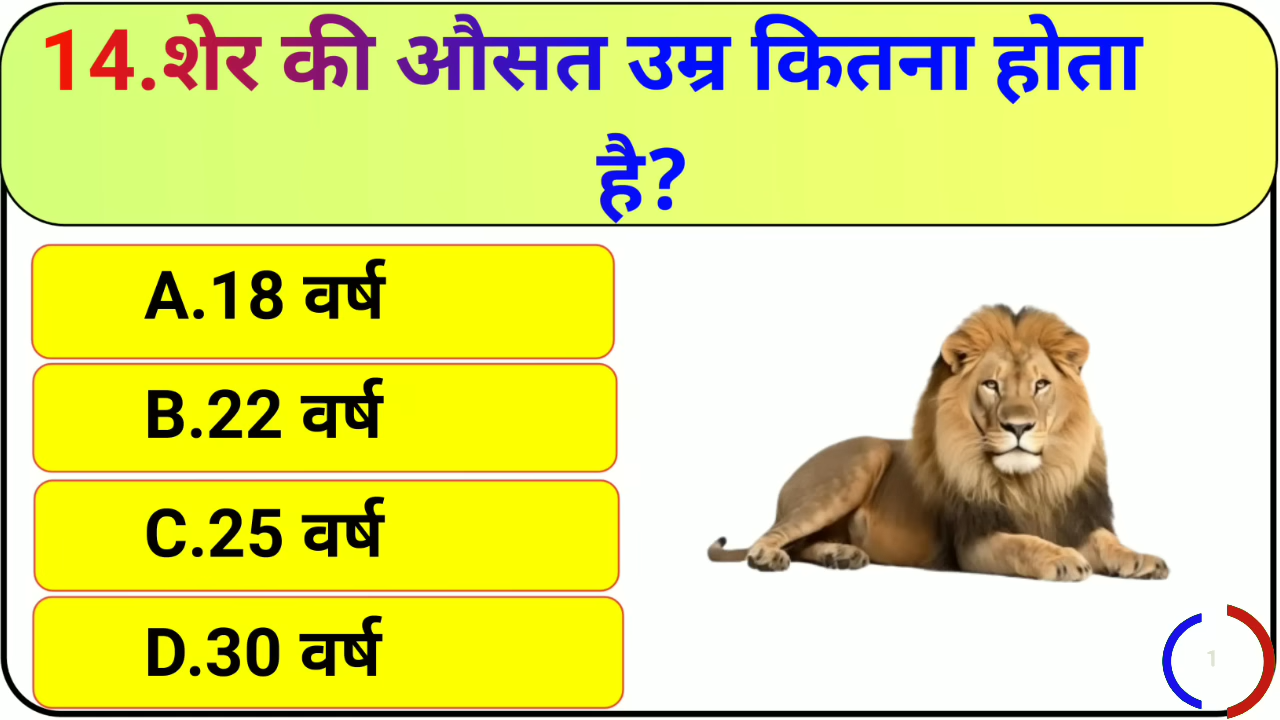 14.शेर की औसत उम्र कितना होता
है?
A.18 वर्ष
B.22 वर्ष
C.25 वर्ष
D.30 वर्ष
1